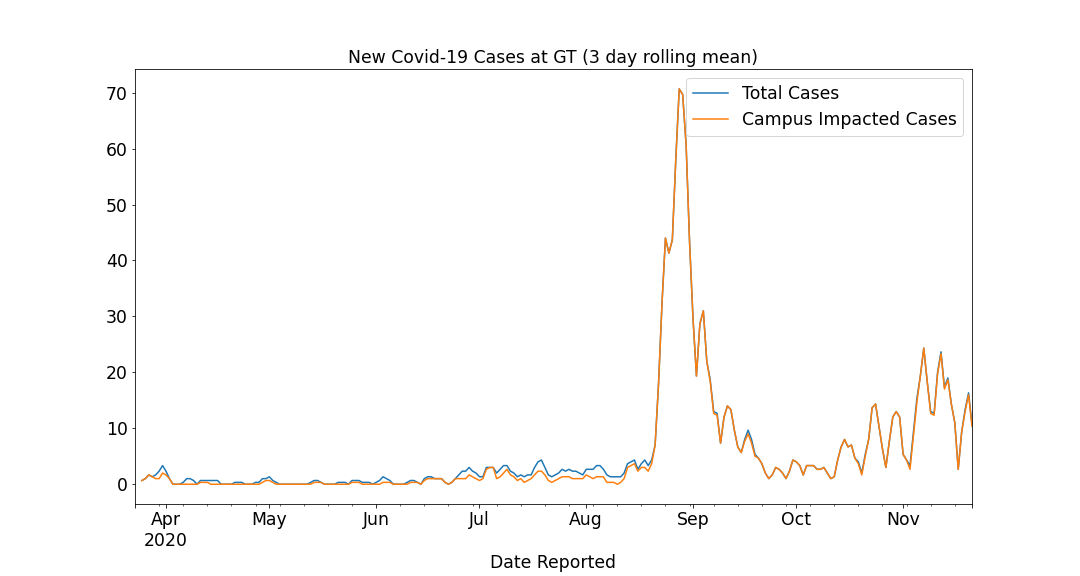 New Covid-19 Cases at GT (3 day rolling mean)
Total Cases
Campus Impacted Cases
70
60
50
40
30
20
10
0
Apr May Jun Jul Aug Sep Oct Nov
2020
Date Reported